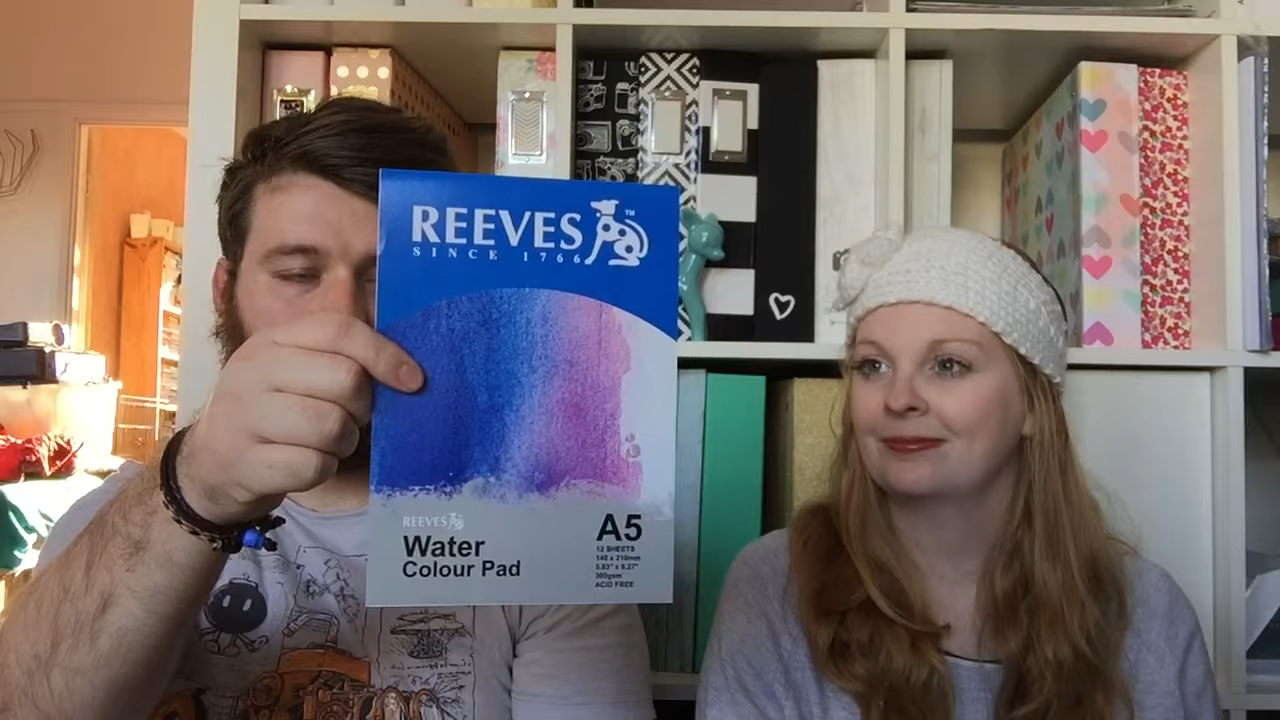 REEVES TM
SINCE 1766
REEVES
Water
Colour Pad
A5
12 SHEETS
148 x 210mm
5.83" x 8.27"
300gsm
ACID FREE